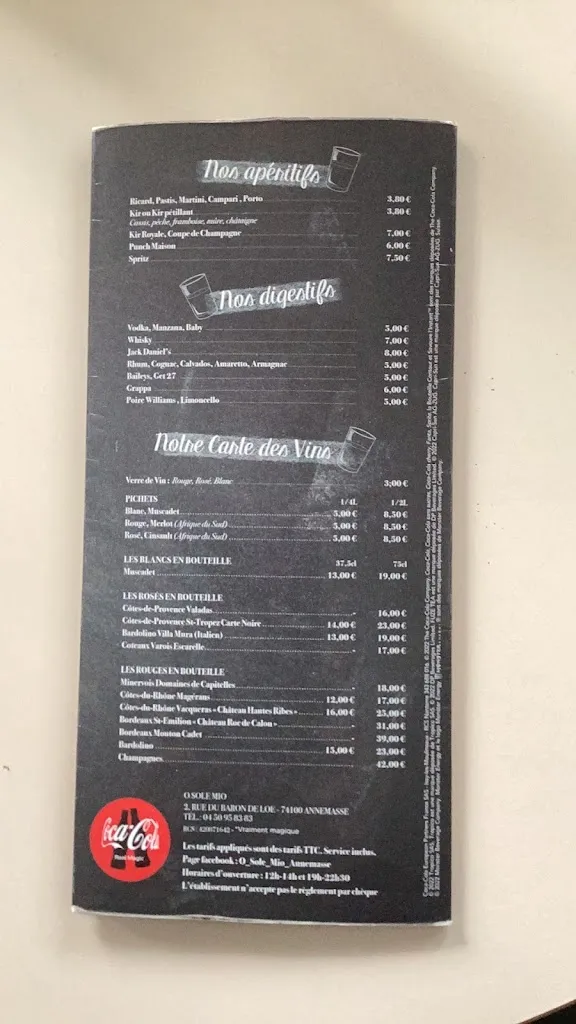 Nos apéritifs
Ricard, Pastis, Martini, Campari, Porto 3,80 €
Kir ou Kir pétillant 3,80 €
Cassis, pêche, framboise, mûre, châtaigne
Kir Royale, Coupe de Champagne 7,00 €
Punch Maison 6,00 €
Spritz 7,50 €
Nos digestifs
Vodka, Manzana, Baby 5,00 €
Whisky 7,00 €
Jack Daniel's 8,00 €
Rhum, Cognac, Calvados, Amaretto, Armagnac 5,00 €
Baileys, Get 27 5,00 €
Grappa 6,00 €
Poire Williams, Limoncello 5,00 €
Notre Carte des Vins
Verre de Vin : Rouge, Rosé, Blanc 3,00 €
PICHETS 1/4L 1/2L
Blanc, Muscadet 5,00 € 8,50 €
Rouge, Merlot (Afrique du Sud) 5,00 € 8,50 €
Rosé, Cinsault (Afrique du Sud) 5,00 € 8,50 €
LES BLANCS EN BOUTEILLE 37,5cl 75cl
Muscadet 13,00 € 19,00 €
LES ROSÉS EN BOUTEILLE
Côtes-de-Provence Valadas - 16,00 €
Côtes-de-Provence St-Tropez Carte Noire 14,00 € 23,00 €
Bardolino Villa Mura (Italien) 13,00 € 19,00 €
Coteaux Varois Escarelle - 17,00 €
LES ROUGES EN BOUTEILLE
Minervois Domaines de Capitelles - 18,00 €
Côtes-du-Rhône Magérans 12,00 € 17,00 €
Côtes-du-Rhône Vacqueras « Château Hautes Ribes » 16,00 € 25,00 €
Bordeaux St-Emilion « Château Roc de Calon » - 31,00 €
Bordeaux Mouton Cadet - 39,00 €
Bardolino 15,00 € 23,00 €
Champagnes 42,00 €
O SOLE MIO
2, RUE DU BARON DE LOE - 74100 ANNEMASSE
TEL : 04 50 95 83 83
"Vraiment magique
Les tarifs appliqués sont des tarifs TTC. Service inclus.
Page facebook : O_Sole_Mio_Annemasse
Horaires d'ouverture : 12h-14h et 19h-22h30
L'établissement n'accepte pas le règlement par chèque
Coca-Cola
Real Magic